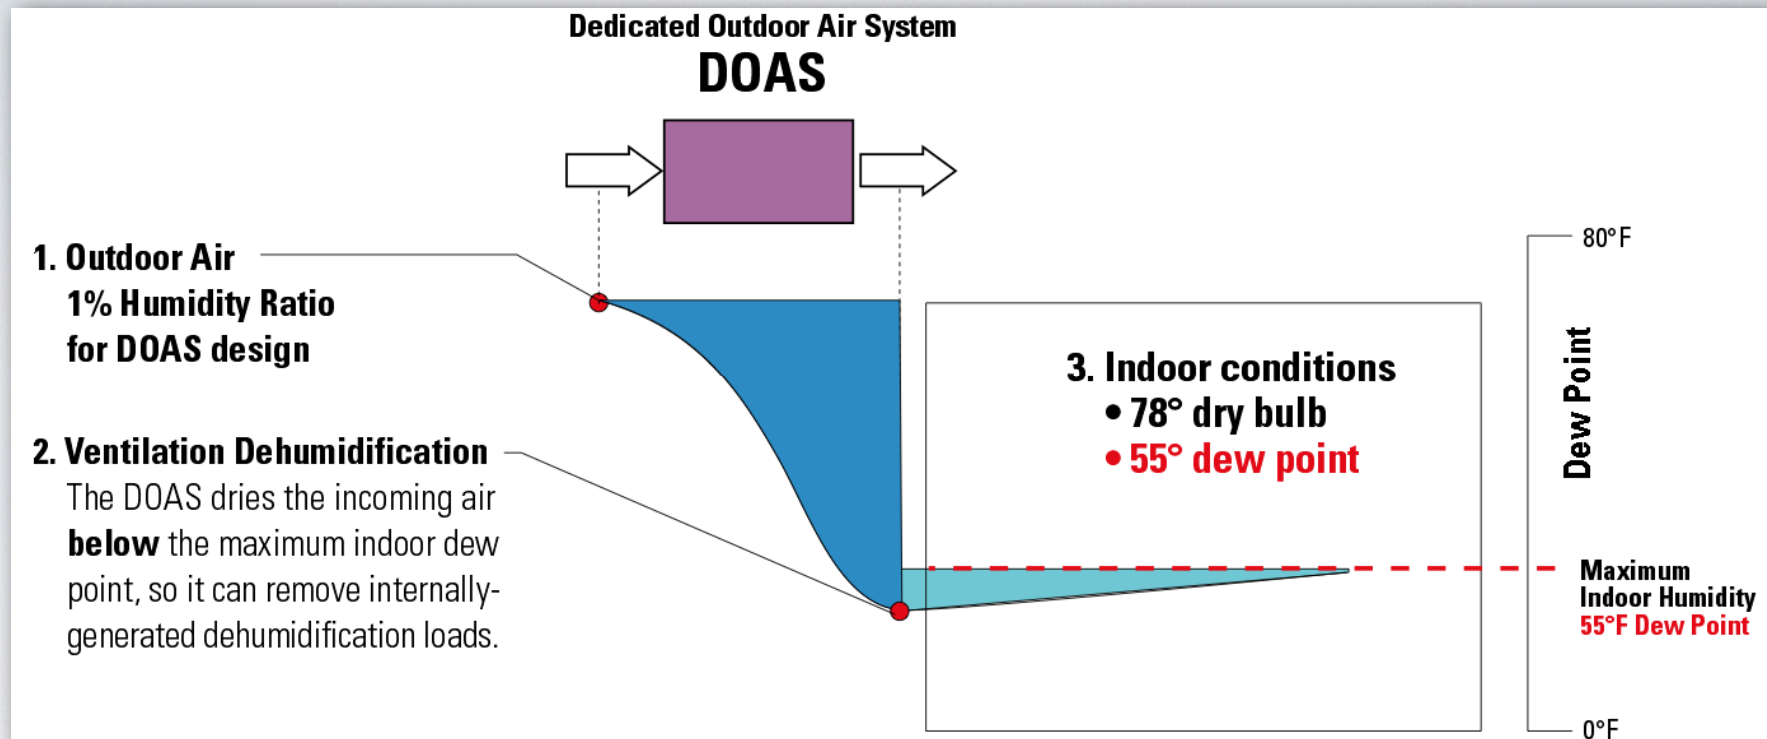 Dedicated Outdoor Air System
DOAS
1. Outdoor Air
1% Humidity Ratio
for DOAS design
2. Ventilation Dehumidification
The DOAS dries the incoming air
below the maximum indoor dew
point, so it can remove internally-
generated dehumidification loads.
3. Indoor conditions
• 78° dry bulb
• 55° dew point
80°F
Dew Point
Maximum
Indoor Humidity
55°F Dew Point
0°F